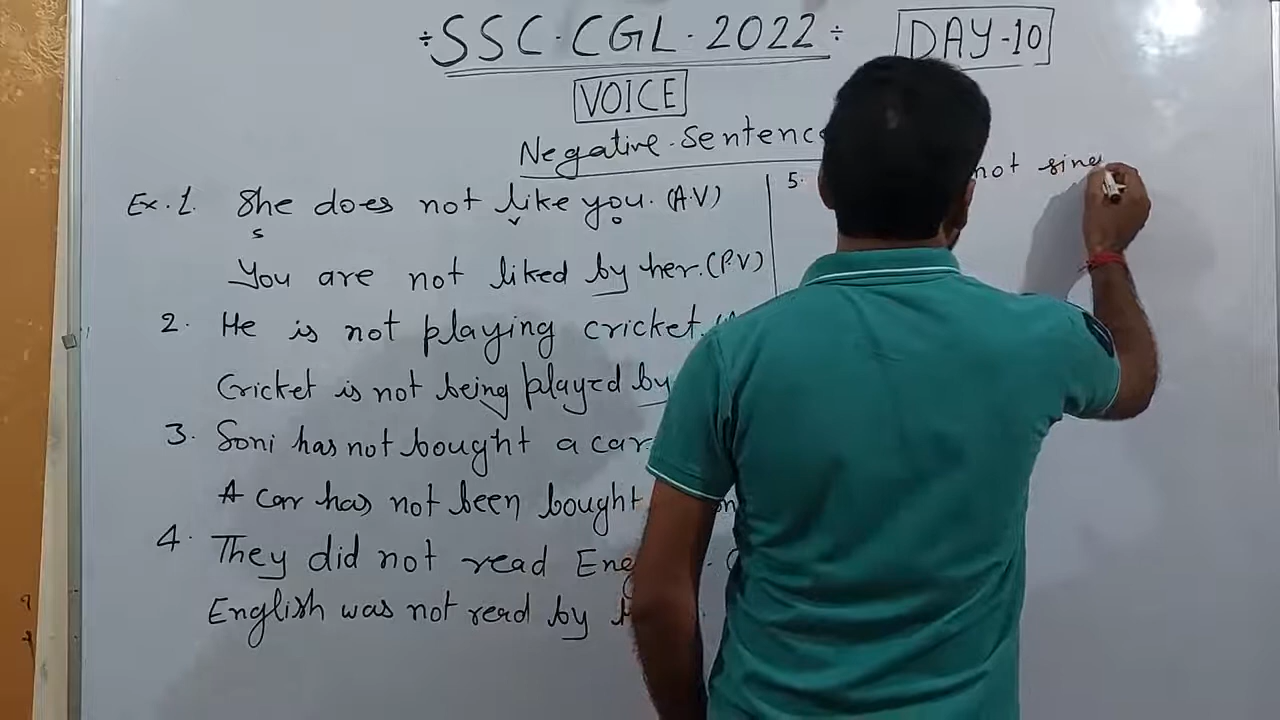 ÷ SSC·CGL·2022 ÷
DAY-10
VOICE
Negative·Sentence
Ex.1. She does not like you. (A.V)
s v o
You are not liked by her. (P.V)
2. He is not playing cricket.
Cricket is not being played by
3. Soni has not bought a car.
A car has not been bought
4. They did not read
English was not read by
5. not